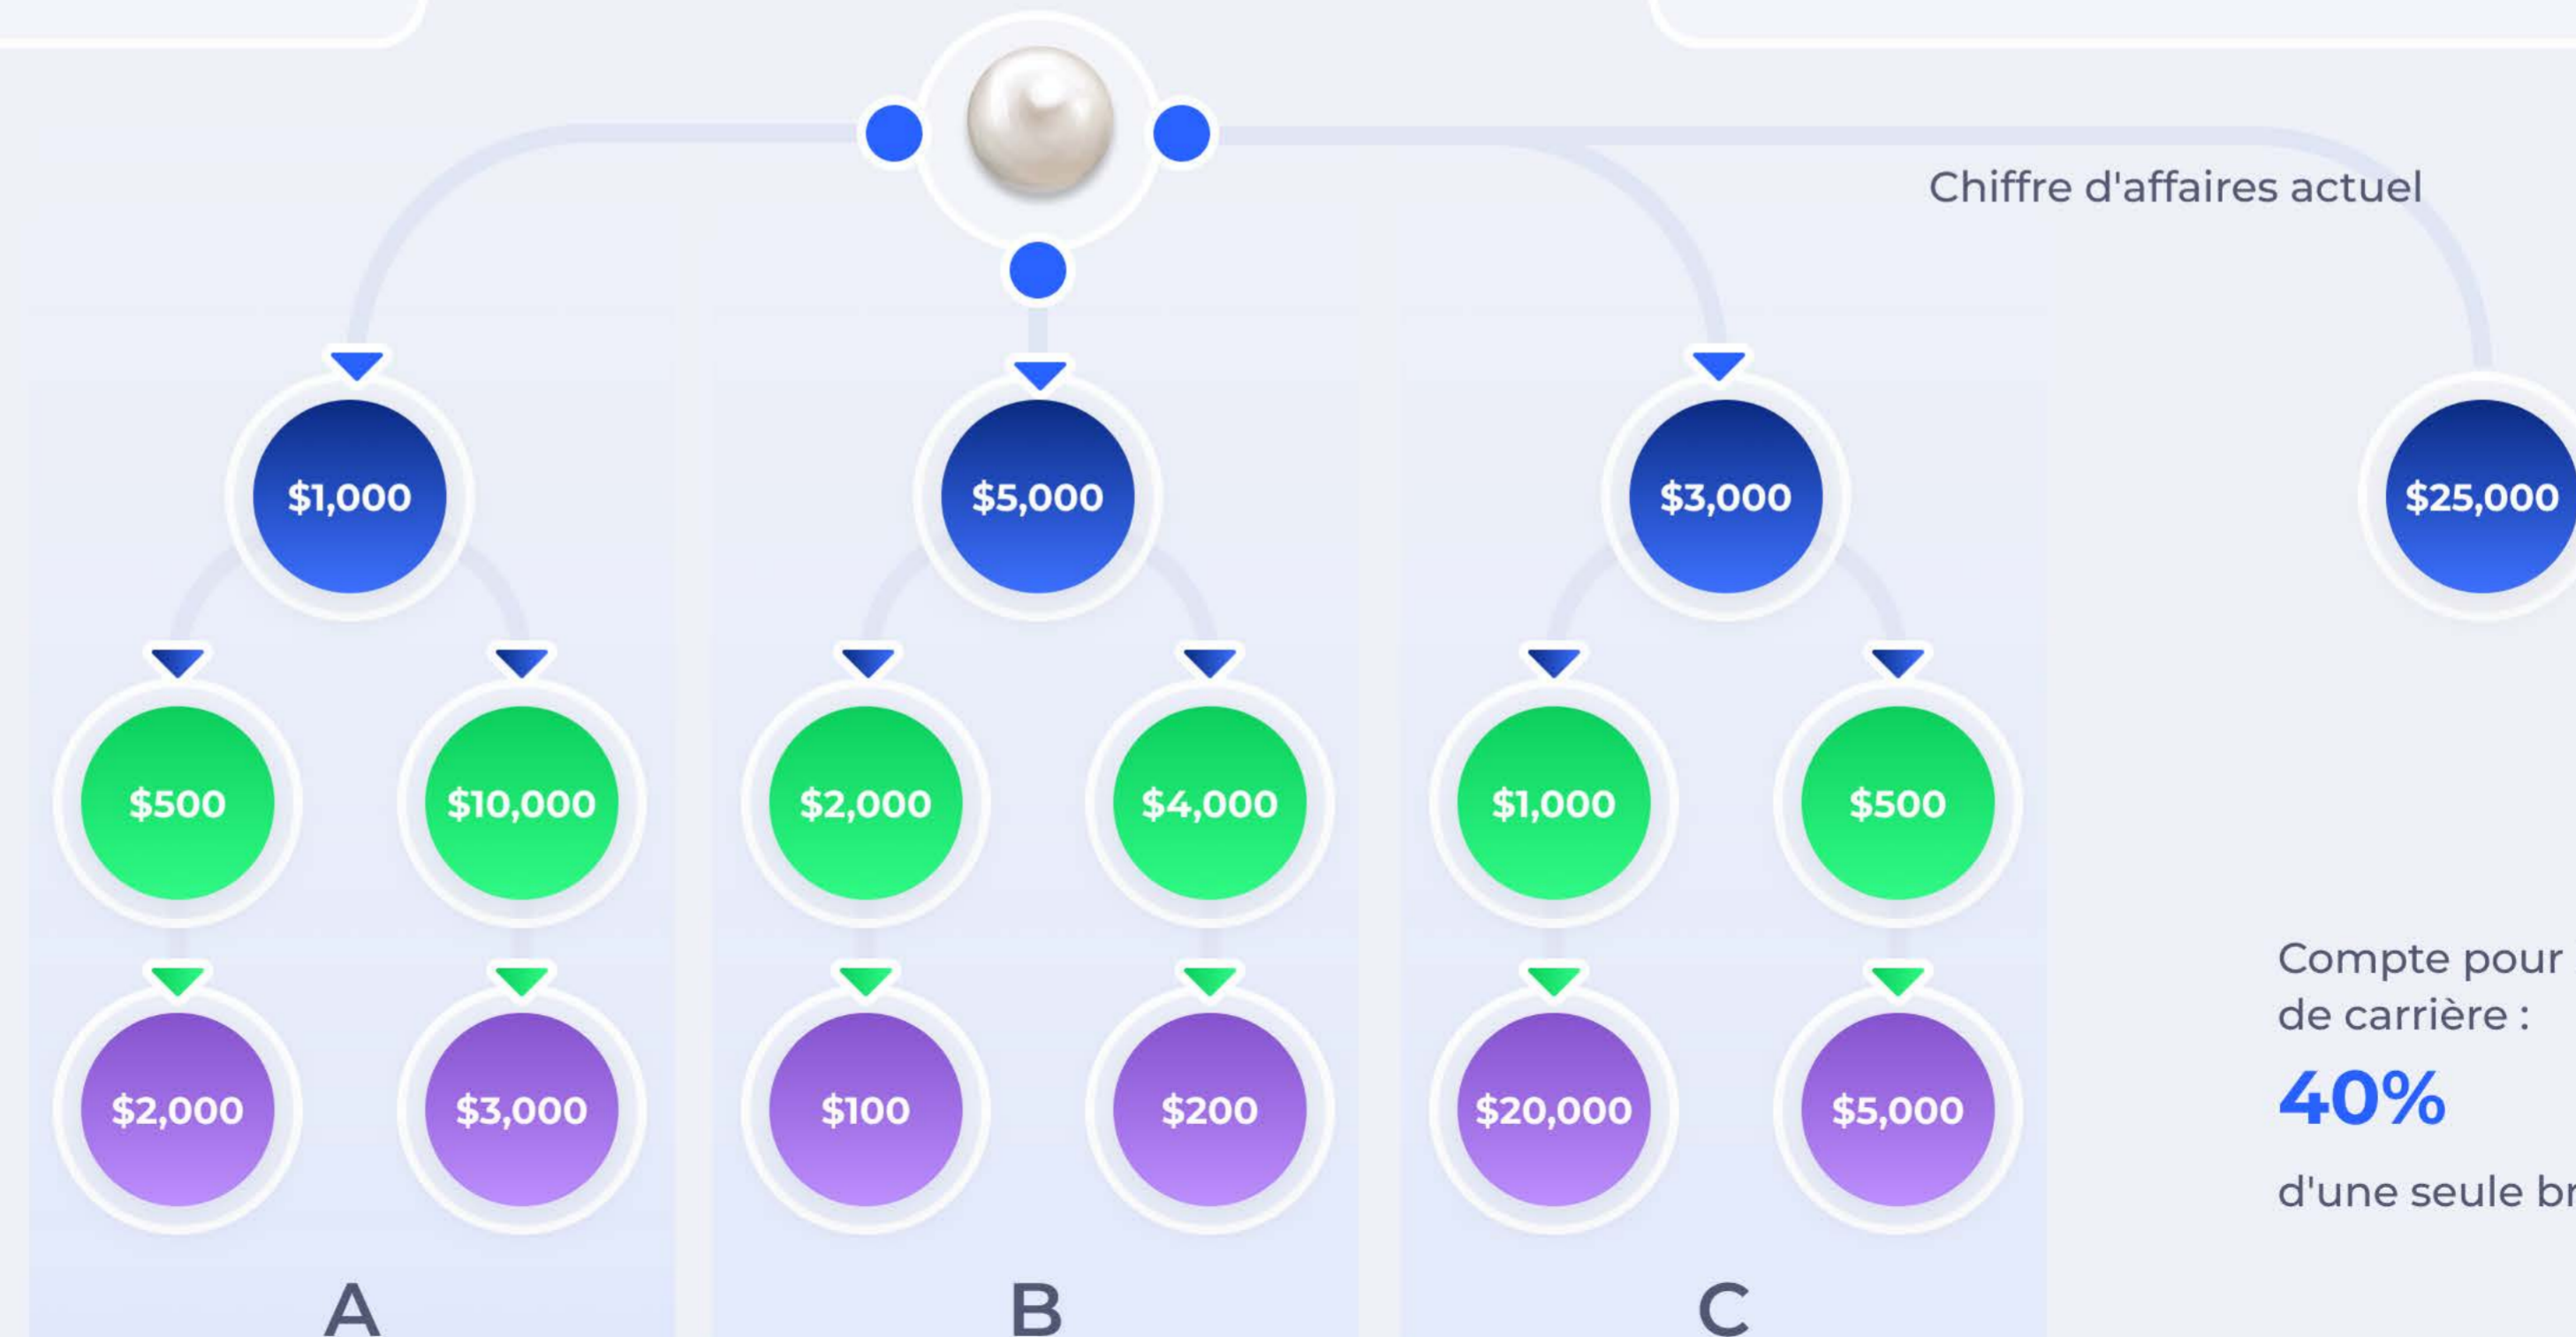 Chiffre d'affaires actuel
$1,000
$5,000
$3,000
$25,000
$500
$10,000
$2,000
$4,000
$1,000
$500
$2,000
$3,000
$100
$200
$20,000
$5,000
Compte pour
de carrière :
40%
d'une seule
A
B
C